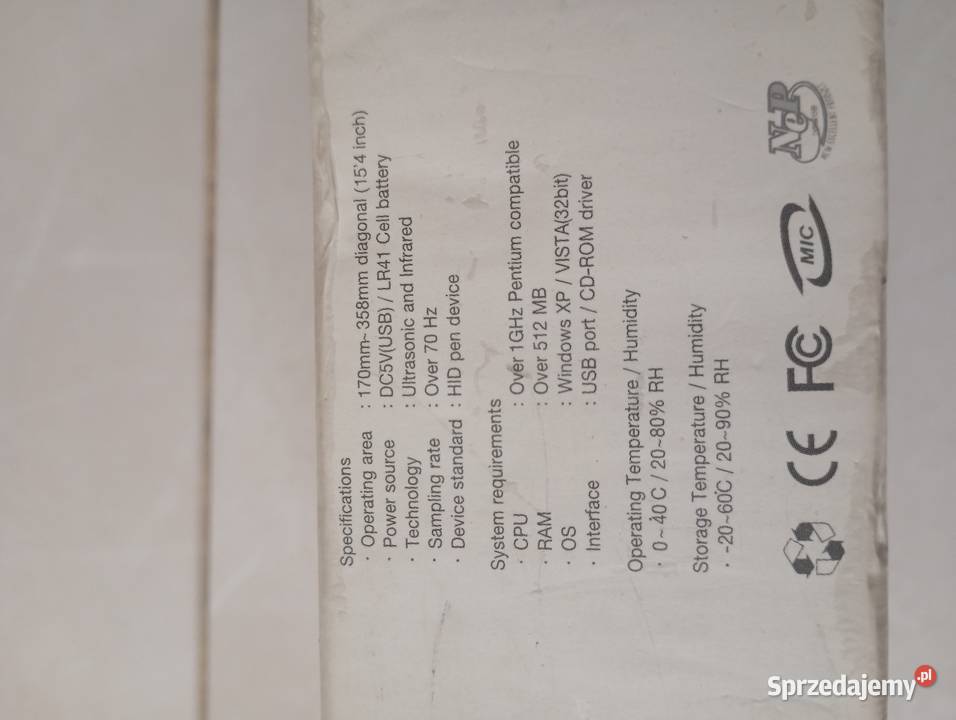 Specifications
· Operating area : 170mm~358mm diagonal (15'4 inch)
· Power source : DC5V(USB) / LR41 Cell battery
· Technology : Ultrasonic and Infrared
· Sampling rate : Over 70 Hz
· Device standard : HID pen device
System requirements
· CPU : Over 1GHz Pentium compatible
· RAM : Over 512 MB
· OS : Windows XP / VISTA(32bit)
· Interface : USB port / CD-ROM driver
Operating Temperature / Humidity
· 0~40˚C / 20~80% RH
Storage Temperature / Humidity
· -20~60˚C / 20~90% RH
CE FC MIC NeP
Sprzedajemy.pl